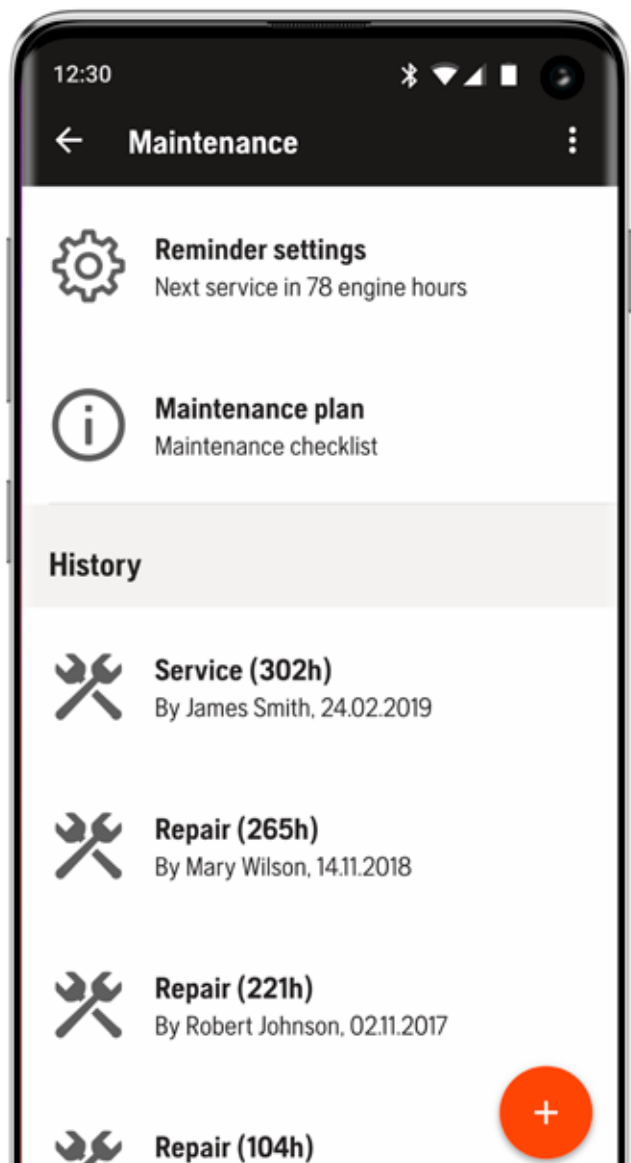 12:30
Maintenance
Reminder settings
Next service in 78 engine hours
Maintenance plan
Maintenance checklist
History
Service (302h)
By James Smith, 24.02.2019
Repair (265h)
By Mary Wilson, 14.11.2018
Repair (221h)
By Robert Johnson, 02.11.2017
Repair (104h)